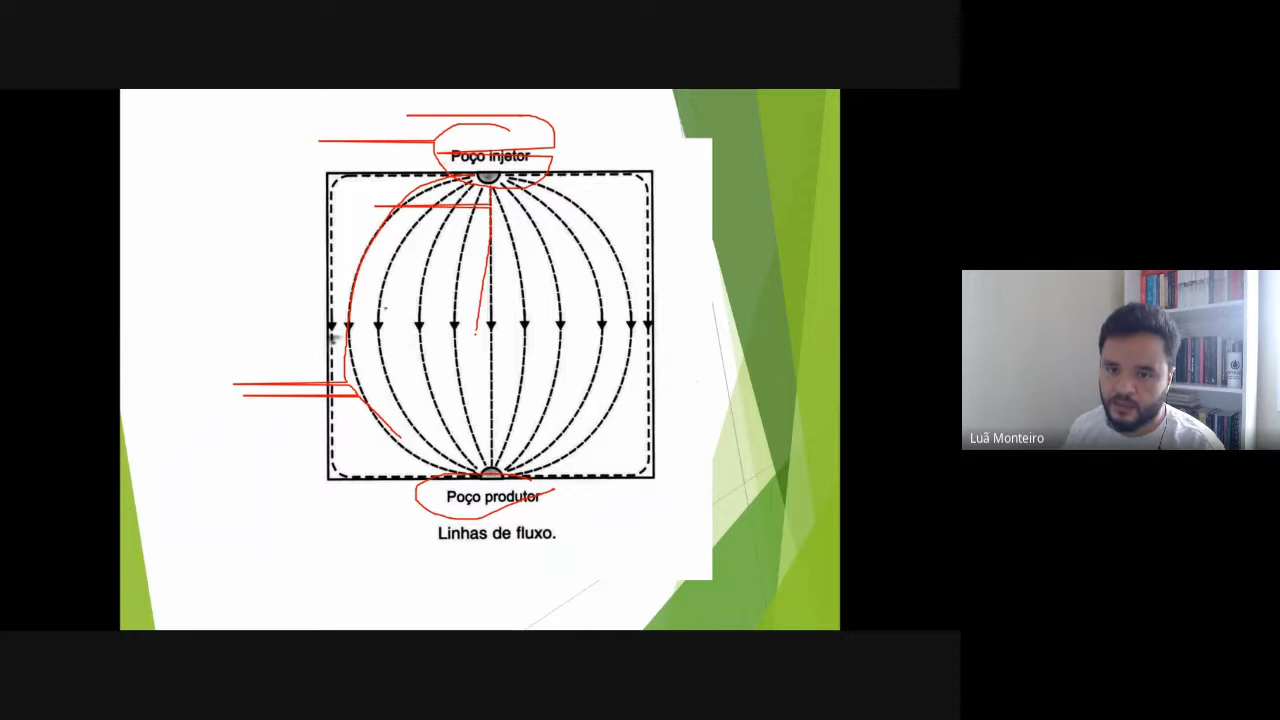 Poço injetor
Poço produtor
Linhas de fluxo.
Luã Monteiro